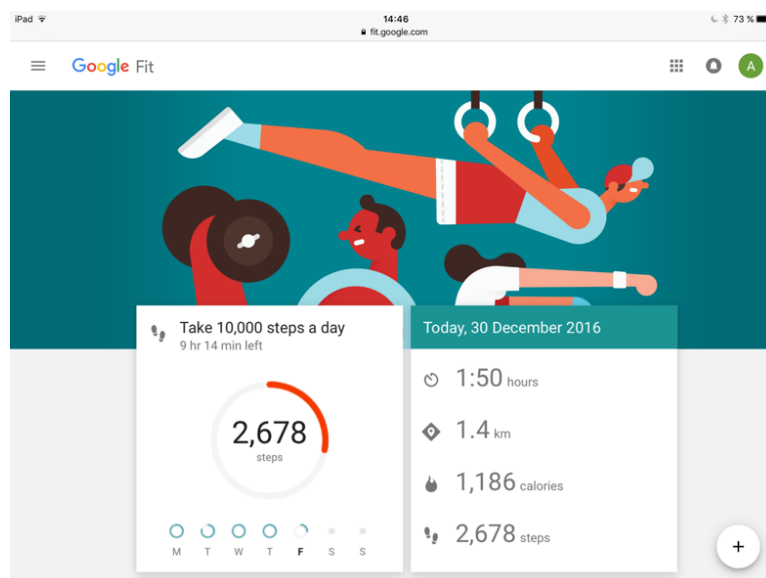 iPad 14:46 73 %
fit.google.com
Google Fit
A
Take 10,000 steps a day
9 hr 14 min left
2,678
steps
M T W T F S S
Today, 30 December 2016
1:50 hours
1.4 km
1,186 calories
2,678 steps
+